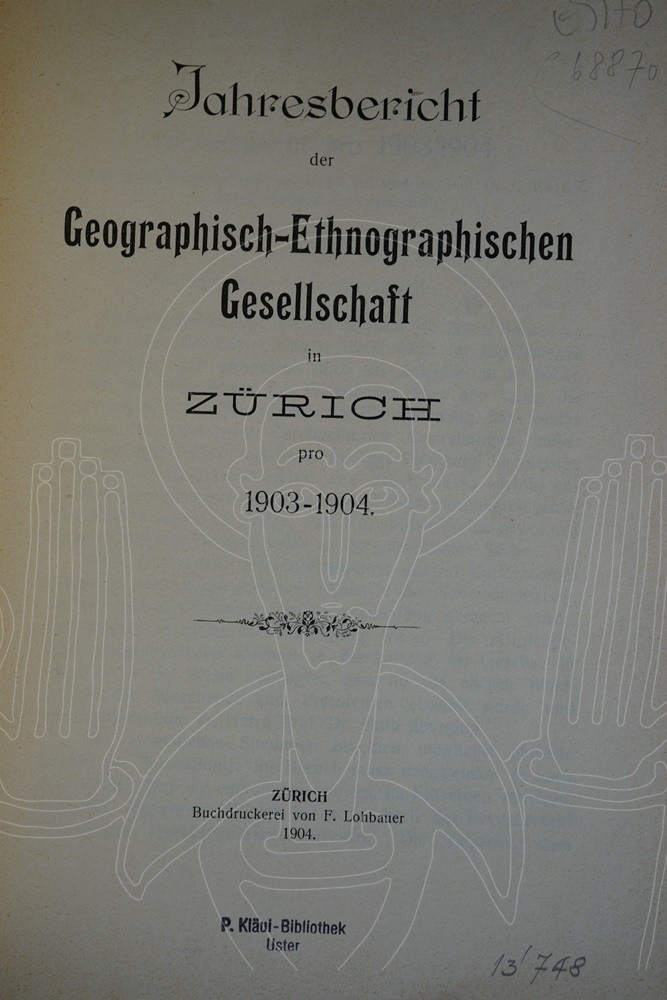 Jahresbericht
der
Geographisch-Ethnographischen
Gesellschaft
in
ZÜRICH
pro
1903-1904.
ZÜRICH
Buchdruckerei von F. Lohbauer
1904.
P. Kläui-Bibliothek
Uster
13/748